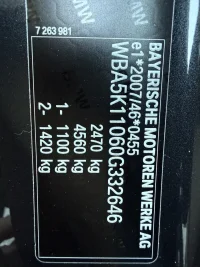 BAYERISCHE MOTOREN WERKE AG
e1*2007/46*0455
WBA5K11060G332646
2470 kg
4560 kg
1- 1100 kg
2- 1420 kg
7 263 981